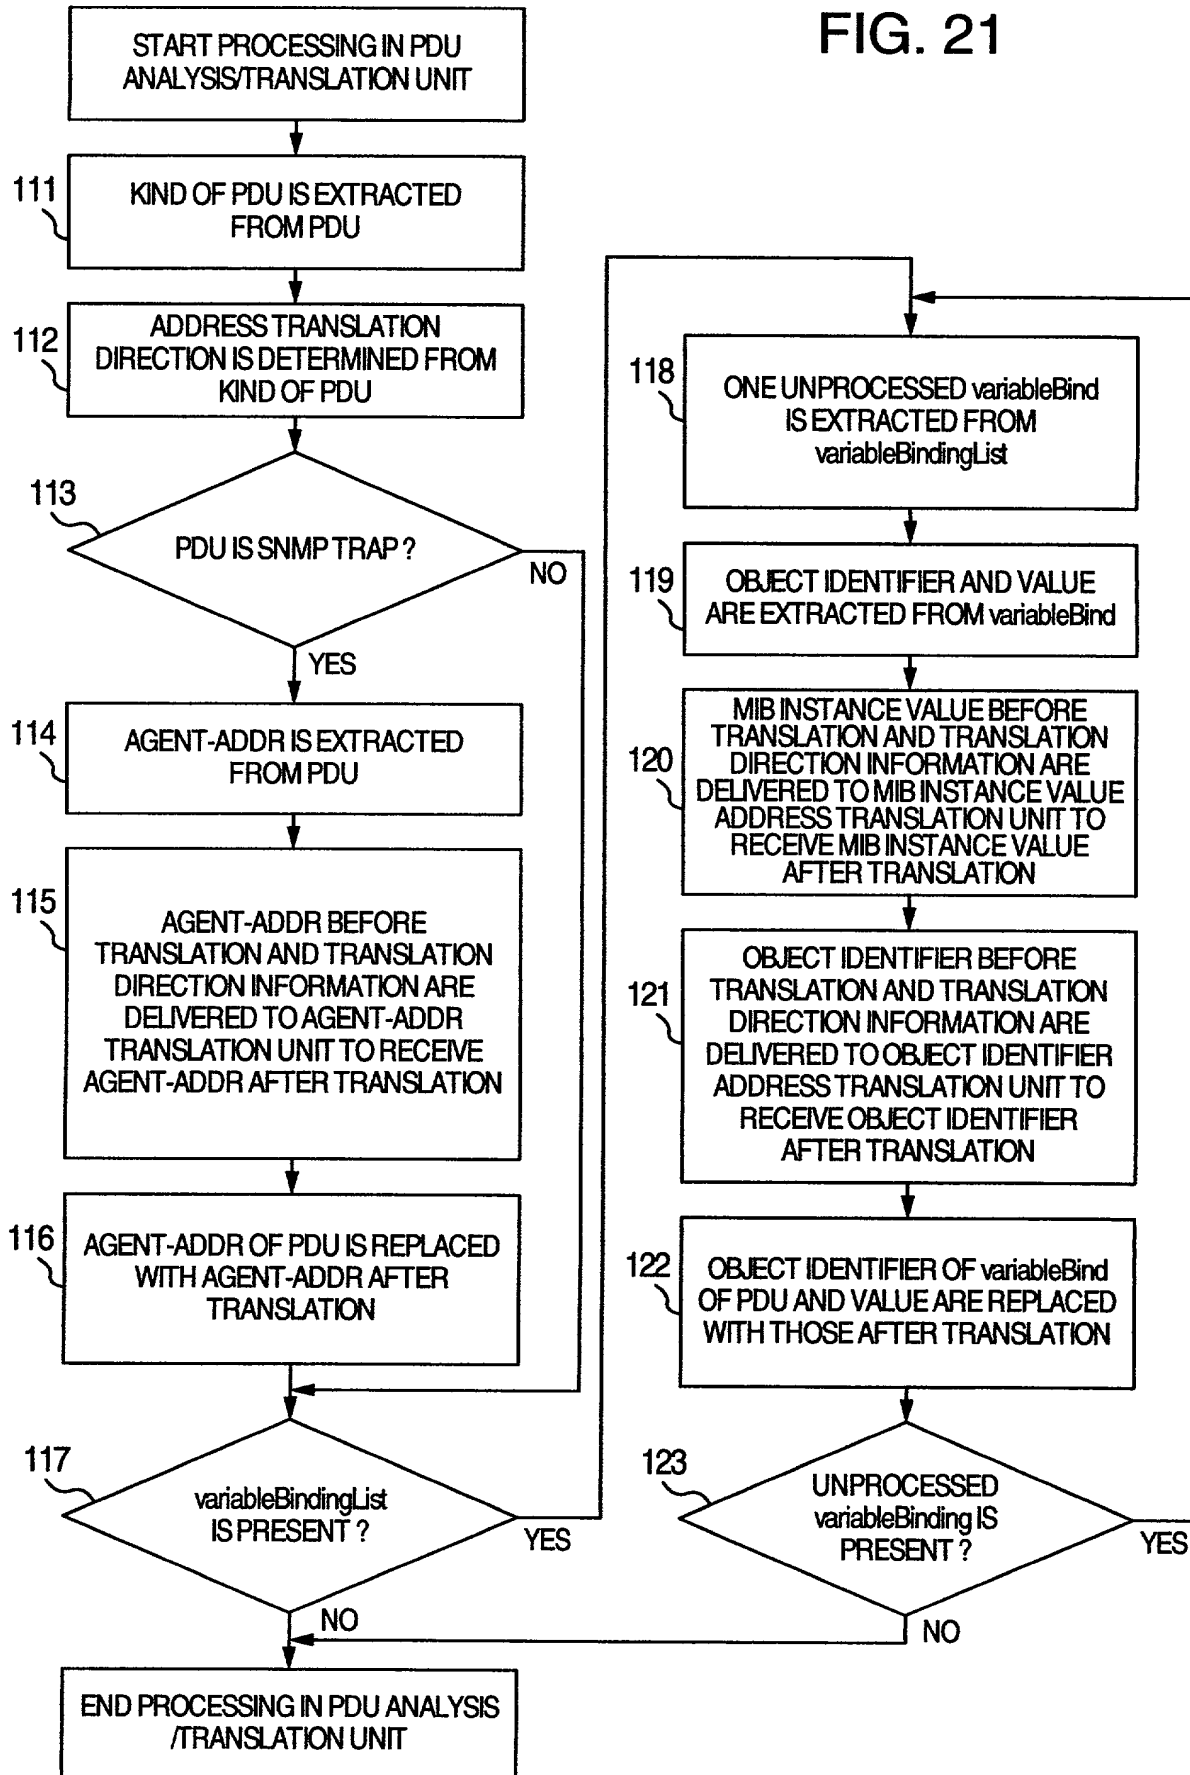 FIG. 21
START PROCESSING IN PDU
ANALYSIS/TRANSLATION UNIT
111
KIND OF PDU IS EXTRACTED
FROM PDU
112
ADDRESS TRANSLATION
DIRECTION IS DETERMINED FROM
KIND OF PDU
113
PDU IS SNMP TRAP ?
NO
YES
114
AGENT-ADDR IS EXTRACTED
FROM PDU
115
AGENT-ADDR BEFORE
TRANSLATION AND TRANSLATION
DIRECTION INFORMATION ARE
DELIVERED TO AGENT-ADDR
TRANSLATION UNIT TO RECEIVE
AGENT-ADDR AFTER TRANSLATION
116
AGENT-ADDR OF PDU IS REPLACED
WITH AGENT-ADDR AFTER
TRANSLATION
117
variableBindingList
IS PRESENT ?
YES
NO
END PROCESSING IN PDU ANALYSIS
/TRANSLATION UNIT
118
ONE UNPROCESSED variableBind
IS EXTRACTED FROM
variableBindingList
119
OBJECT IDENTIFIER AND VALUE
ARE EXTRACTED FROM variableBind
120
MIB INSTANCE VALUE BEFORE
TRANSLATION AND TRANSLATION
DIRECTION INFORMATION ARE
DELIVERED TO MIB INSTANCE VALUE
ADDRESS TRANSLATION UNIT TO
RECEIVE MIB INSTANCE VALUE
AFTER TRANSLATION
121
OBJECT IDENTIFIER BEFORE
TRANSLATION AND TRANSLATION
DIRECTION INFORMATION ARE
DELIVERED TO OBJECT IDENTIFIER
ADDRESS TRANSLATION UNIT TO
RECEIVE OBJECT IDENTIFIER
AFTER TRANSLATION
122
OBJECT IDENTIFIER OF variableBind
OF PDU AND VALUE ARE REPLACED
WITH THOSE AFTER TRANSLATION
123
UNPROCESSED
variableBinding IS
PRESENT ?
YES
NO